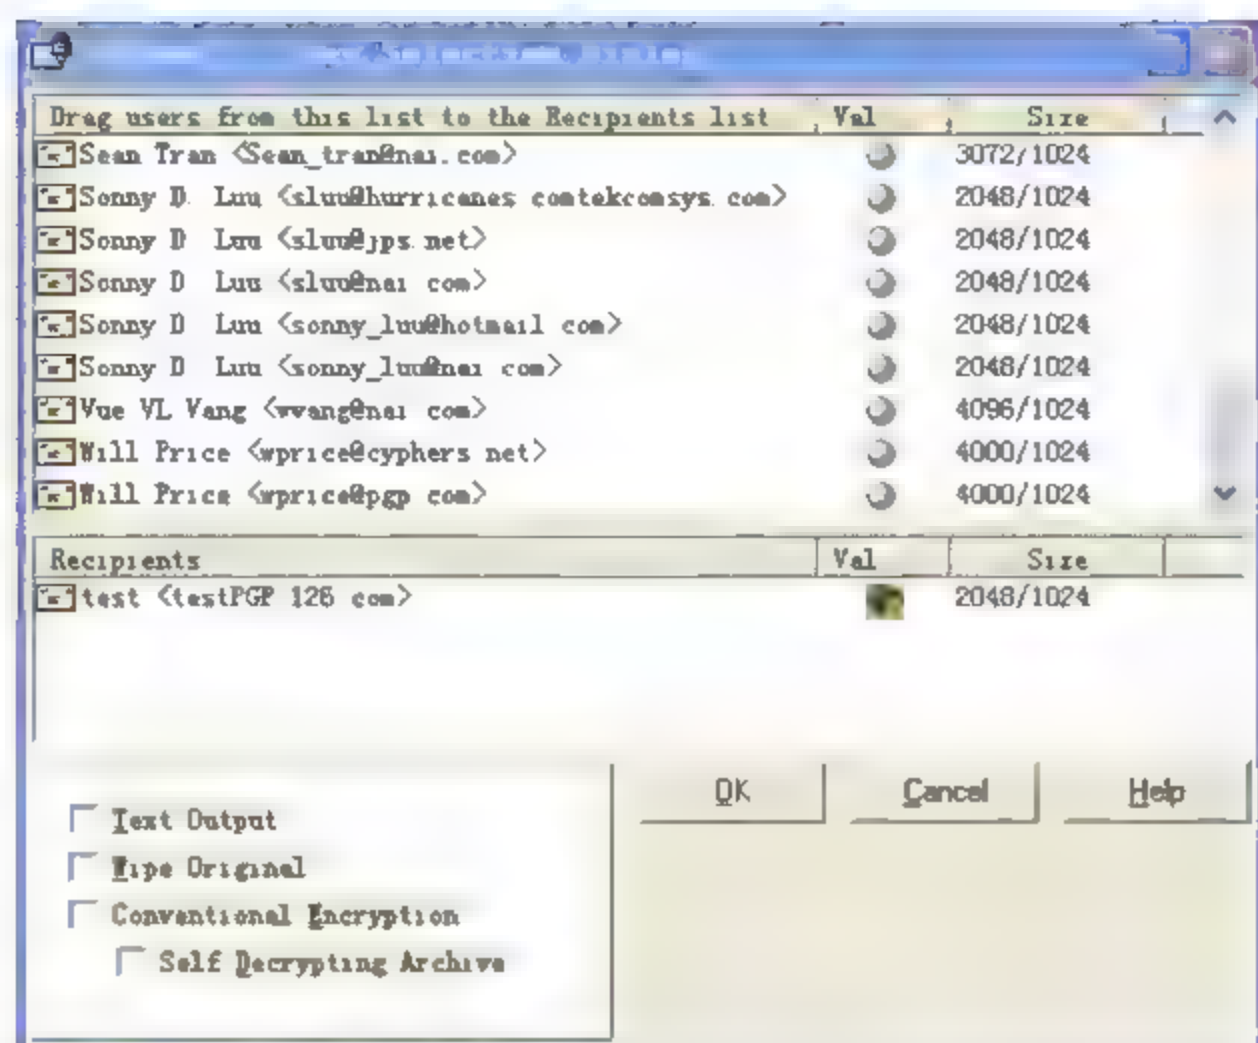 Drag users from this list to the Recipients list Val Size
Sean Tran <Sean_tran@nai.com> 3072/1024
Sonny D Luu <sluu@hurricanes comtekcomsys.com> 2048/1024
Sonny D Luu <sluu@jps.net> 2048/1024
Sonny D Luu <sluu@nai com> 2048/1024
Sonny D Luu <sonny_luu@hotmail com> 2048/1024
Sonny D Luu <sonny_luu@nai com> 2048/1024
Vue VL Vang <vvang@nai com> 4096/1024
Will Price <wprice@cyphers net> 4000/1024
Will Price <wprice@pgp com> 4000/1024
Recipients Val Size
test <testPGP 126 com> 2048/1024
OK Cancel Help
Text Output
Wipe Original
Conventional Encryption
Self Decrypting Archive